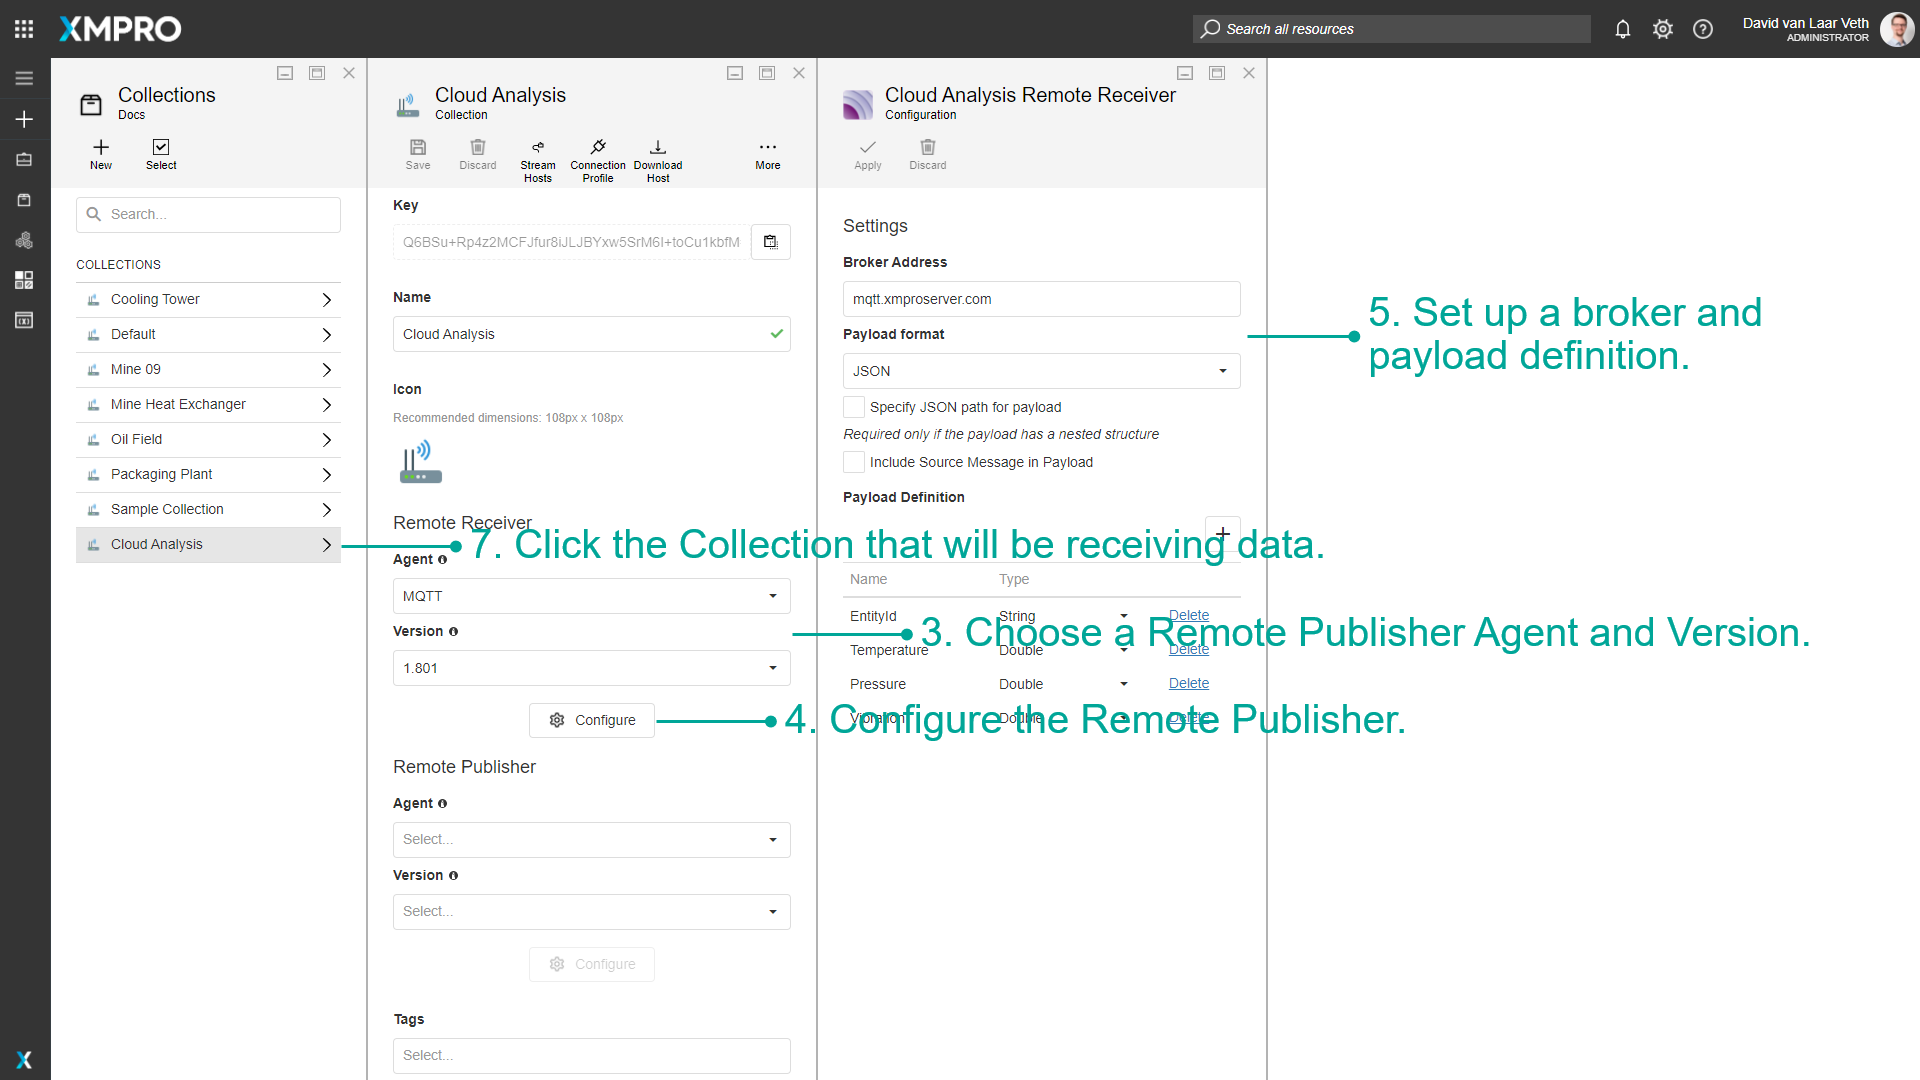 XMPRO
Search all resources
David van Laar Veth
ADMINISTRATOR
Collections
Docs
New
Select
Search...
COLLECTIONS
Cooling Tower
Default
Mine 09
Mine Heat Exchanger
Oil Field
Packaging Plant
Sample Collection
Cloud Analysis
Cloud Analysis
Collection
Save
Discard
Stream Hosts
Connection Profile
Download Host
More
Key
Q6BSu+Rp4z2MCFJfur8iJLJBYxw5SrM6I+toCu1kbfM
Name
Cloud Analysis
Icon
Recommended dimensions: 108px x 108px
Remote Receiver
Agent
MQTT
Version
1.801
Configure
Remote Publisher
Agent
Select...
Version
Select...
Configure
Tags
Select...
Cloud Analysis Remote Receiver
Configuration
Apply
Discard
Settings
Broker Address
mqtt.xmproserver.com
Payload format
JSON
Specify JSON path for payload
Required only if the payload has a nested structure
Include Source Message in Payload
Payload Definition
Name Type
EntityId String Delete
Temperature Double Delete
Pressure Double Delete
Vibration Double Delete
5. Set up a broker and
payload definition.
7. Click the Collection that will be receiving data.
3. Choose a Remote Publisher Agent and Version.
4. Configure the Remote Publisher.
X